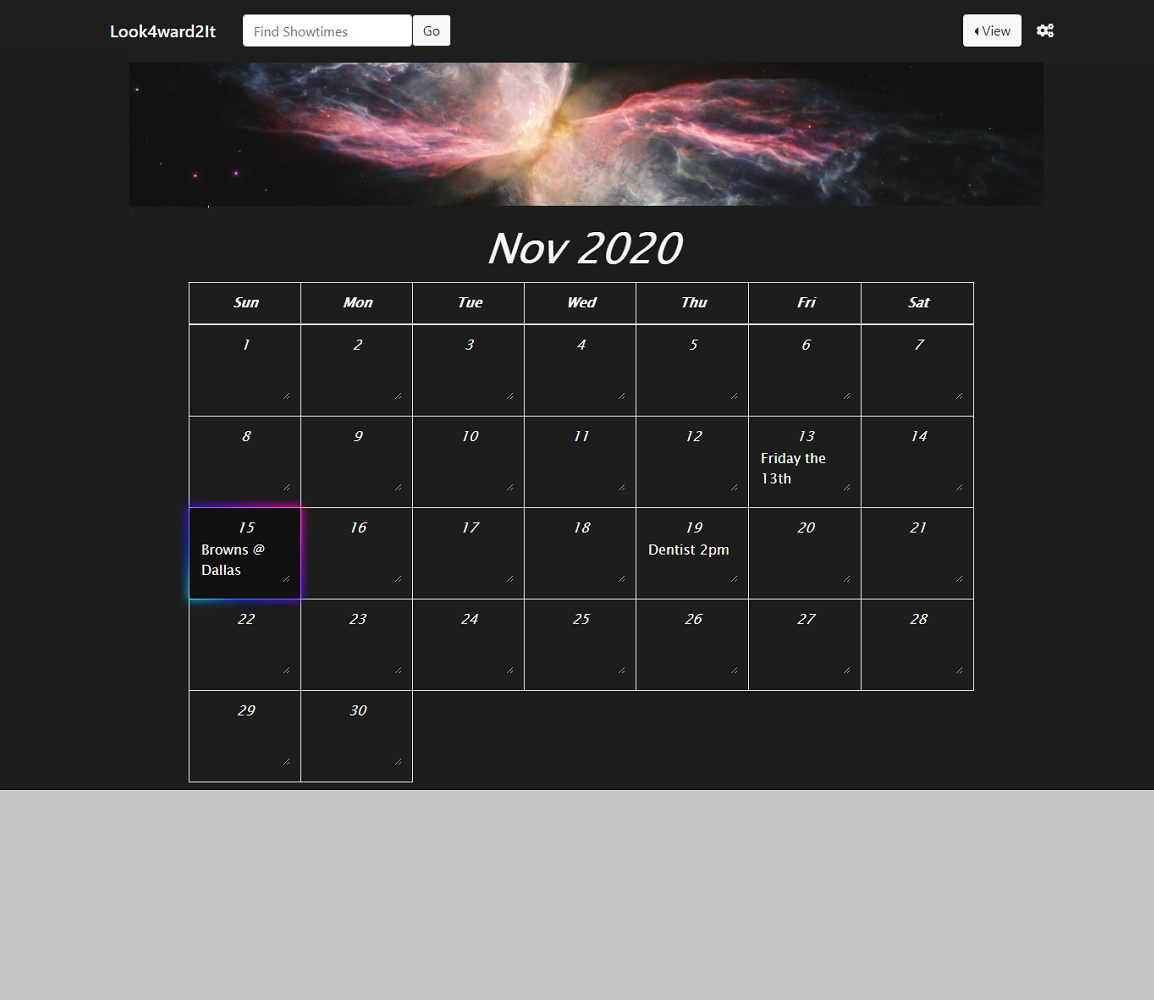 Look4ward2It Find Showtimes Go View
Nov 2020
Sun Mon Tue Wed Thu Fri Sat
1 2 3 4 5 6 7
8 9 10 11 12 13 14
Friday the
13th
15 16 17 18 19 20 21
Browns @ Dentist 2pm
Dallas
22 23 24 25 26 27 28
29 30